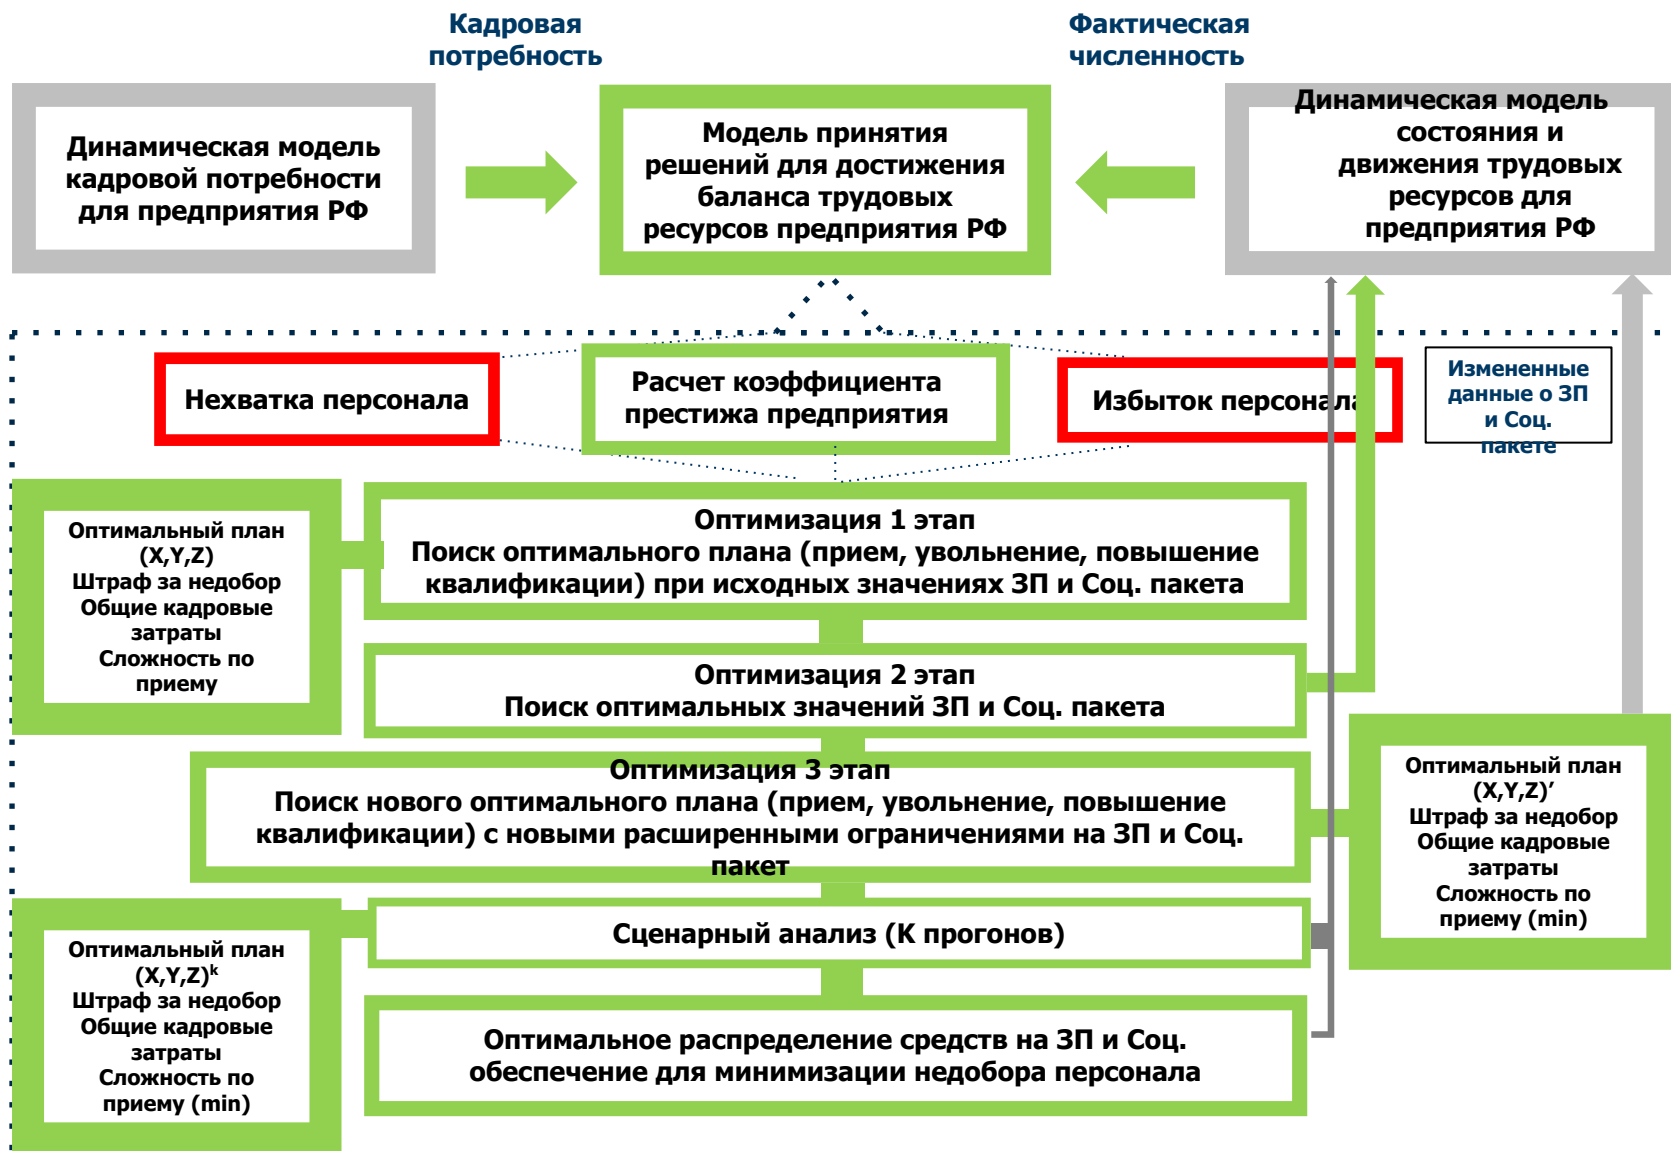 Кадровая
потребность
Фактическая
численность
Динамическая модель
кадровой потребности
для предприятия РФ
Модель принятия
решений для достижения
баланса трудовых
ресурсов предприятия РФ
Динамическая модель
состояния и
движения трудовых
ресурсов для
предприятия РФ
Нехватка персонала
Расчет коэффициента
престижа предприятия
Избыток персонала
Измененные
данные о ЗП
и Соц.
пакете
Оптимальный план
(X,Y,Z)
Штраф за недобор
Общие кадровые
затраты
Сложность по
приему
Оптимизация 1 этап
Поиск оптимального плана (прием, увольнение, повышение
квалификации) при исходных значениях ЗП и Соц. пакета
Оптимизация 2 этап
Поиск оптимальных значений ЗП и Соц. пакета
Оптимизация 3 этап
Поиск нового оптимального плана (прием, увольнение, повышение
квалификации) с новыми расширенными ограничениями на ЗП и Соц.
пакет
Оптимальный план
(X,Y,Z)’
Штраф за недобор
Общие кадровые
затраты
Сложность по
приему (min)
Сценарный анализ (K прогонов)
Оптимальный план
(X,Y,Z)k
Штраф за недобор
Общие кадровые
затраты
Сложность по
приему (min)
Оптимальное распределение средств на ЗП и Соц.
обеспечение для минимизации недобора персонала